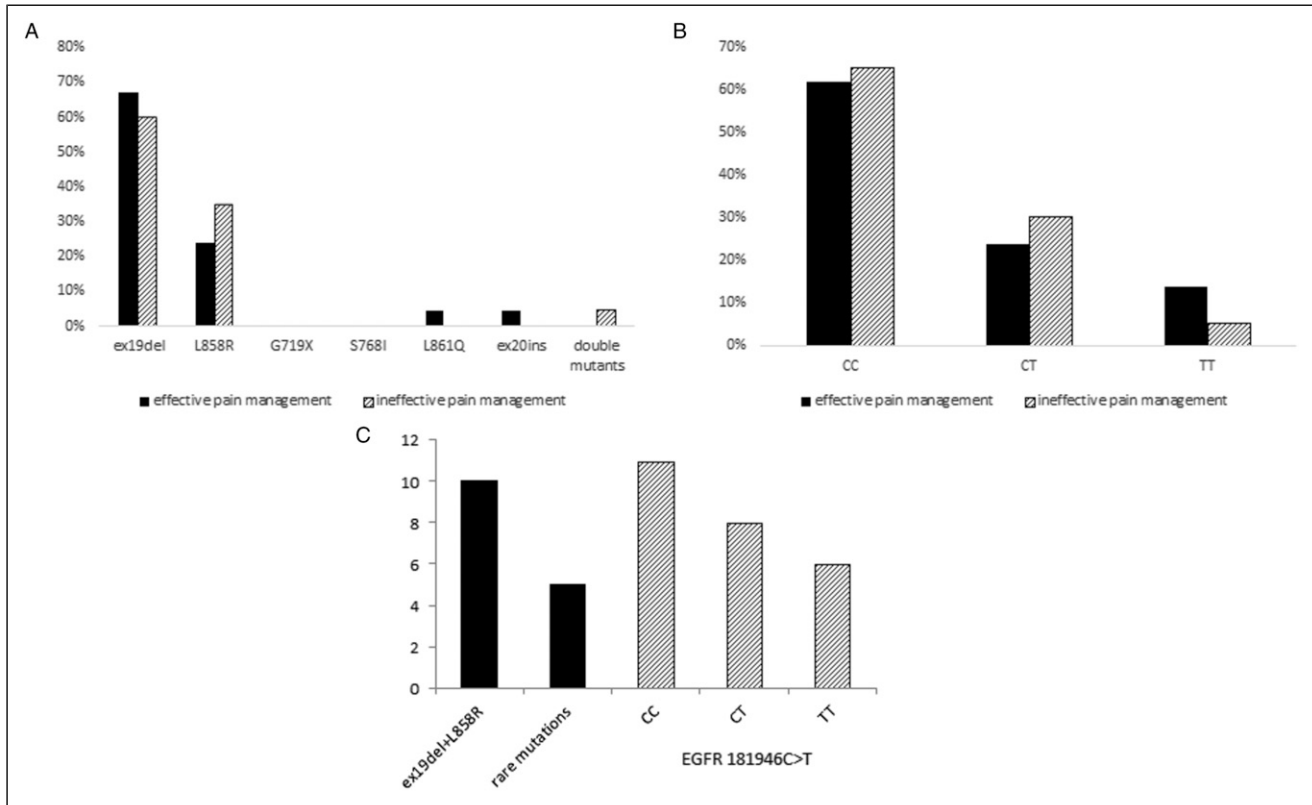 A
80%
70%
60%
50%
40%
30%
20%
10%
0%
ex19del L858R G719X S768I L861Q ex20ins double
mutants
effective pain management ineffective pain management
B
70%
60%
50%
40%
30%
20%
10%
0%
CC CT TT
effective pain management ineffective pain management
C
12
10
8
6
4
2
0
ex19del+L858R rare mutations CC CT TT
EGFR 181946C>T